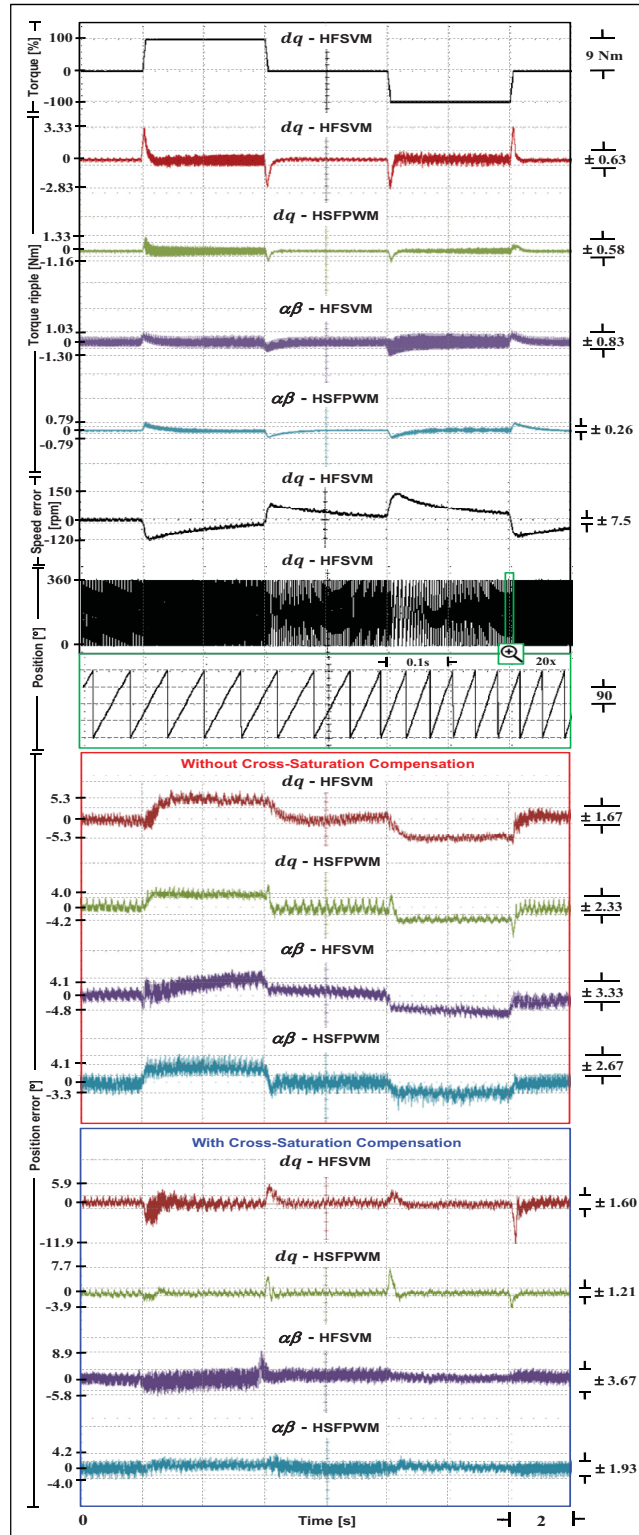 dq - HFSVM
Torque [%]
100
0
-100
9 Nm
dq - HFSVM
Torque ripple [Nm]
3.33
0
-2.83
± 0.63
dq - HSFPWM
1.33
0
-1.16
± 0.58
αβ - HFSVM
1.03
0
-1.30
± 0.83
αβ - HSFPWM
0.79
0
-0.79
± 0.26
dq - HFSVM
Speed error
[rpm]
150
0
-120
± 7.5
dq - HFSVM
Position [º]
360
0
0.1s
20x
90
Without Cross-Saturation Compensation
dq - HFSVM
Position error [º]
5.3
0
-5.3
± 1.67
dq - HSFPWM
4.0
0
-4.2
± 2.33
αβ - HFSVM
4.1
0
-4.8
± 3.33
αβ - HSFPWM
4.1
0
-3.3
± 2.67
With Cross-Saturation Compensation
dq - HFSVM
5.9
0
-11.9
± 1.60
dq - HSFPWM
7.7
0
-3.9
± 1.21
αβ - HFSVM
8.9
0
-5.8
± 3.67
αβ - HSFPWM
4.2
0
-4.0
± 1.93
0
Time [s]
2